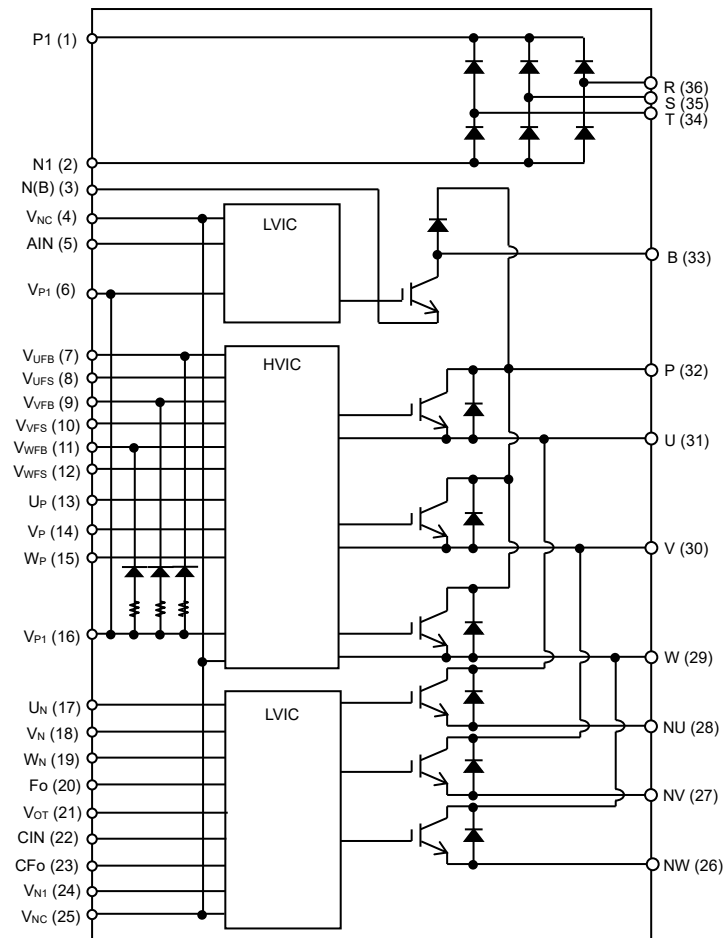 P1 (1)
N1 (2)
N(B) (3)
VNC (4)
AIN (5)
VP1 (6)
VUFB (7)
VUFS (8)
VVFB (9)
VVFS (10)
VWFB (11)
VWFS (12)
UP (13)
VP (14)
WP (15)
VP1 (16)
UN (17)
VN (18)
WN (19)
Fo (20)
VOT (21)
CIN (22)
CFo (23)
VN1 (24)
VNC (25)
LVIC
HVIC
LVIC
R (36)
S (35)
T (34)
B (33)
P (32)
U (31)
V (30)
W (29)
NU (28)
NV (27)
NW (26)